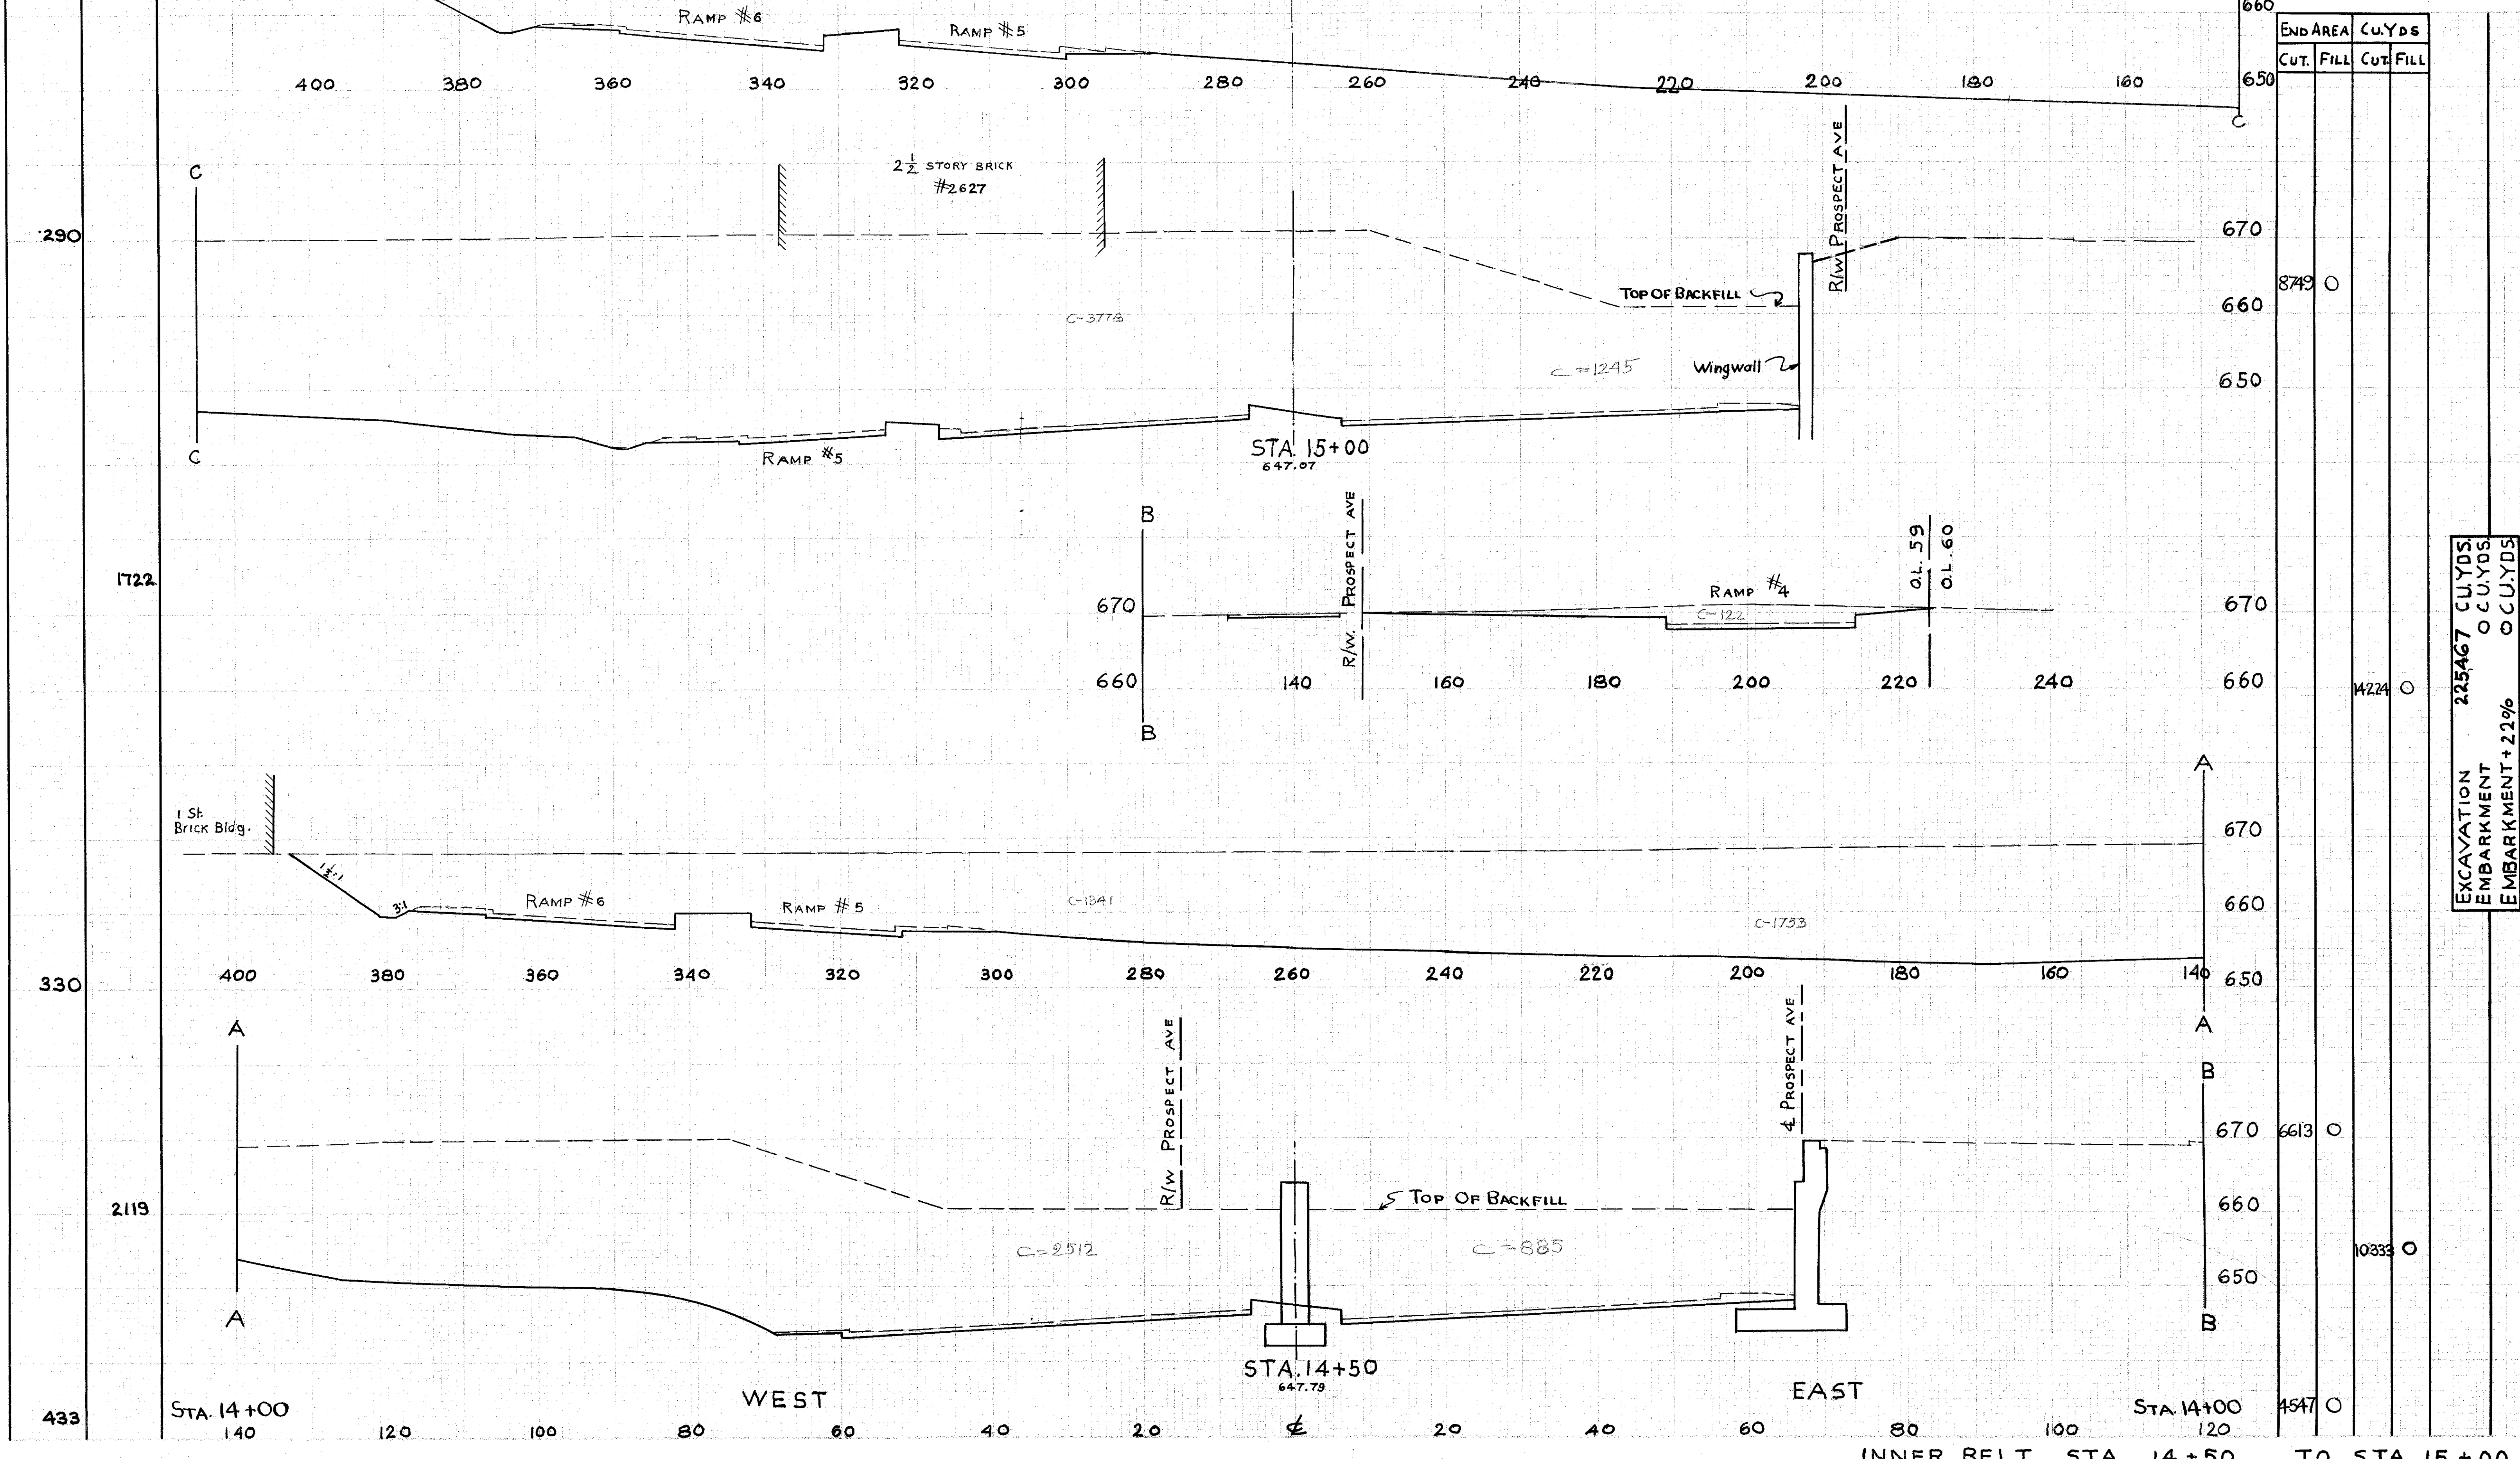 660
RAMP #6
RAMP #5
END AREA CU.YDS
CUT. FILL CUT. FILL
400 380 360 340 320 300 280 260 240 220 200 180 160 650
C
C
2 1/2 STORY BRICK
#2627
R/W PROSPECT AVE
290
670
8749 O
TOP OF BACKFILL
660
C-3778
C=1245
Wingwall
650
C
RAMP #5
STA. 15+00
647.07
B
R/W. PROSPECT AVE
O.L. 59
O.L. 60
1722
RAMP #4
670
C-122
670
660 140 160 180 200 220 240 660
14224 O
B
EXCAVATION 225,467 CU.YDS.
EMBARKMENT O CU.YDS.
EMBARKMENT+22% O CU.YDS.
A
1 St.
Brick Bldg.
670
1½:1
3:1
RAMP #6
RAMP #5
C-1341
660
C-1753
400 380 360 340 320 300 280 260 240 220 200 180 160 140
330
650
A
A
R/W PROSPECT AVE
℄ PROSPECT AVE
B
670 6613 O
2119
TOP OF BACKFILL
660
C=2512
C=885
10333 O
650
A
B
STA. 14+50
647.79
WEST
EAST
433
STA. 14+00
STA. 14+00
4547 O
140 120 100 80 60 40 20 ℄ 20 40 60 80 100 120
INNER BELT STA. 14+50 TO STA. 15+00